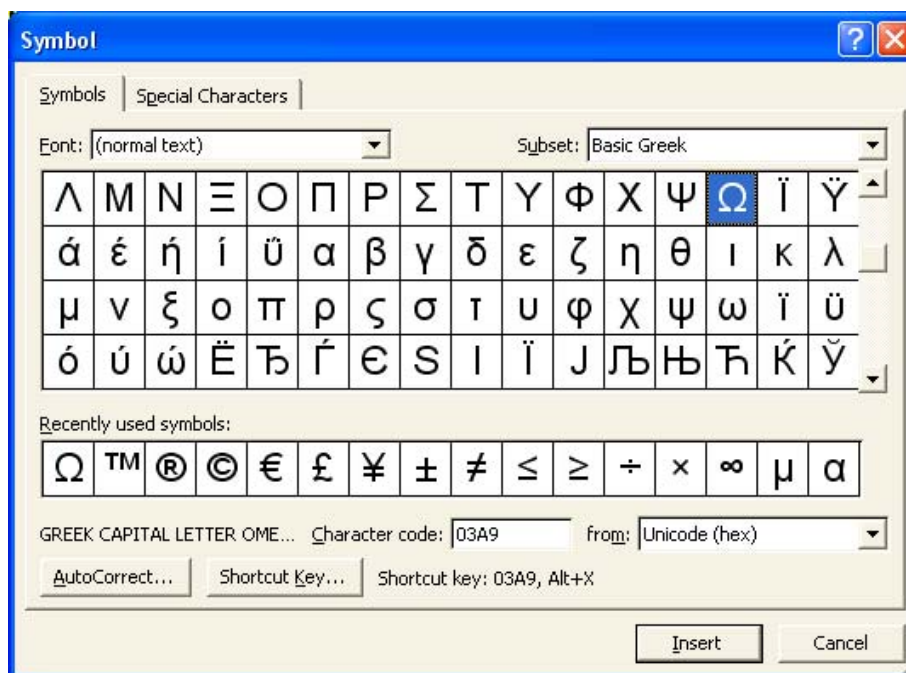 Symbol
Symbols Special Characters
Font: (normal text) Subset: Basic Greek
Λ Μ Ν Ξ Ο Π Ρ Σ Τ Υ Φ Χ Ψ Ω Ϊ Ϋ
ά έ ή ί ΰ α β γ δ ε ζ η θ ι κ λ
μ ν ξ ο π ρ ς σ τ υ φ χ ψ ω ϊ ϋ
ό ύ ώ Ё Ђ Ѓ Є Ѕ І Ї Ј Љ Њ Ћ Ќ Ў
Recently used symbols:
Ω ™ ® © € £ ¥ ± ≠ ≤ ≥ ÷ × ∞ µ α
GREEK CAPITAL LETTER OME... Character code: 03A9 from: Unicode (hex)
AutoCorrect... Shortcut Key... Shortcut key: 03A9, Alt+X
Insert Cancel